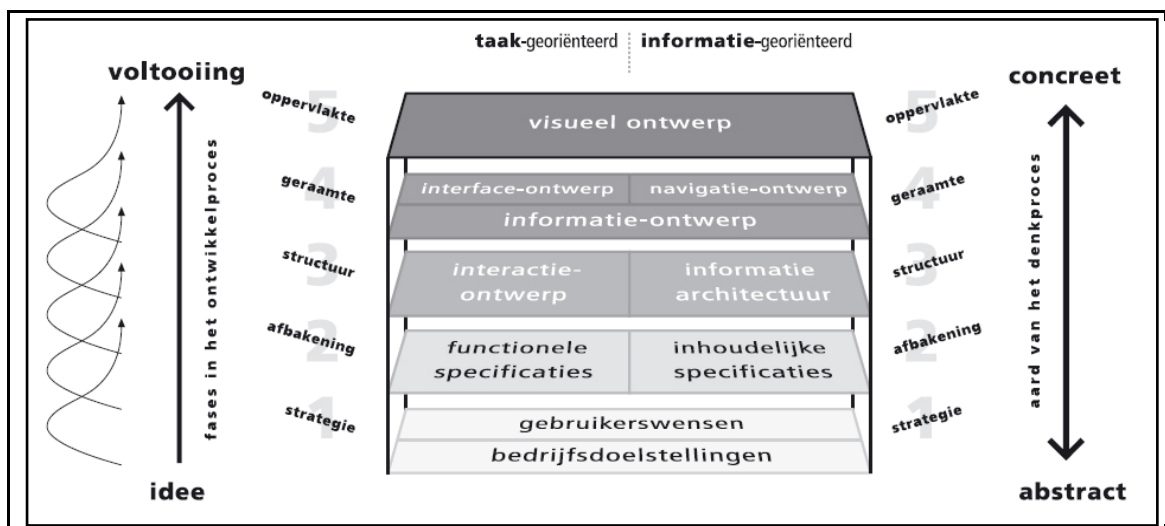 taak-georiënteerd informatie-georiënteerd
voltooiing
concreet
5 oppervlakte
visueel ontwerp
5 oppervlakte
4 geraamte
interface-ontwerp navigatie-ontwerp
informatie-ontwerp
4 geraamte
3 structuur
interactie-
ontwerp
informatie
architectuur
3 structuur
2 afbakening
functionele
specificaties
inhoudelijke
specificaties
2 afbakening
1 strategie
gebruikerswensen
bedrijfsdoelstellingen
1 strategie
fases in het ontwikkelproces
aard van het denkproces
idee
abstract